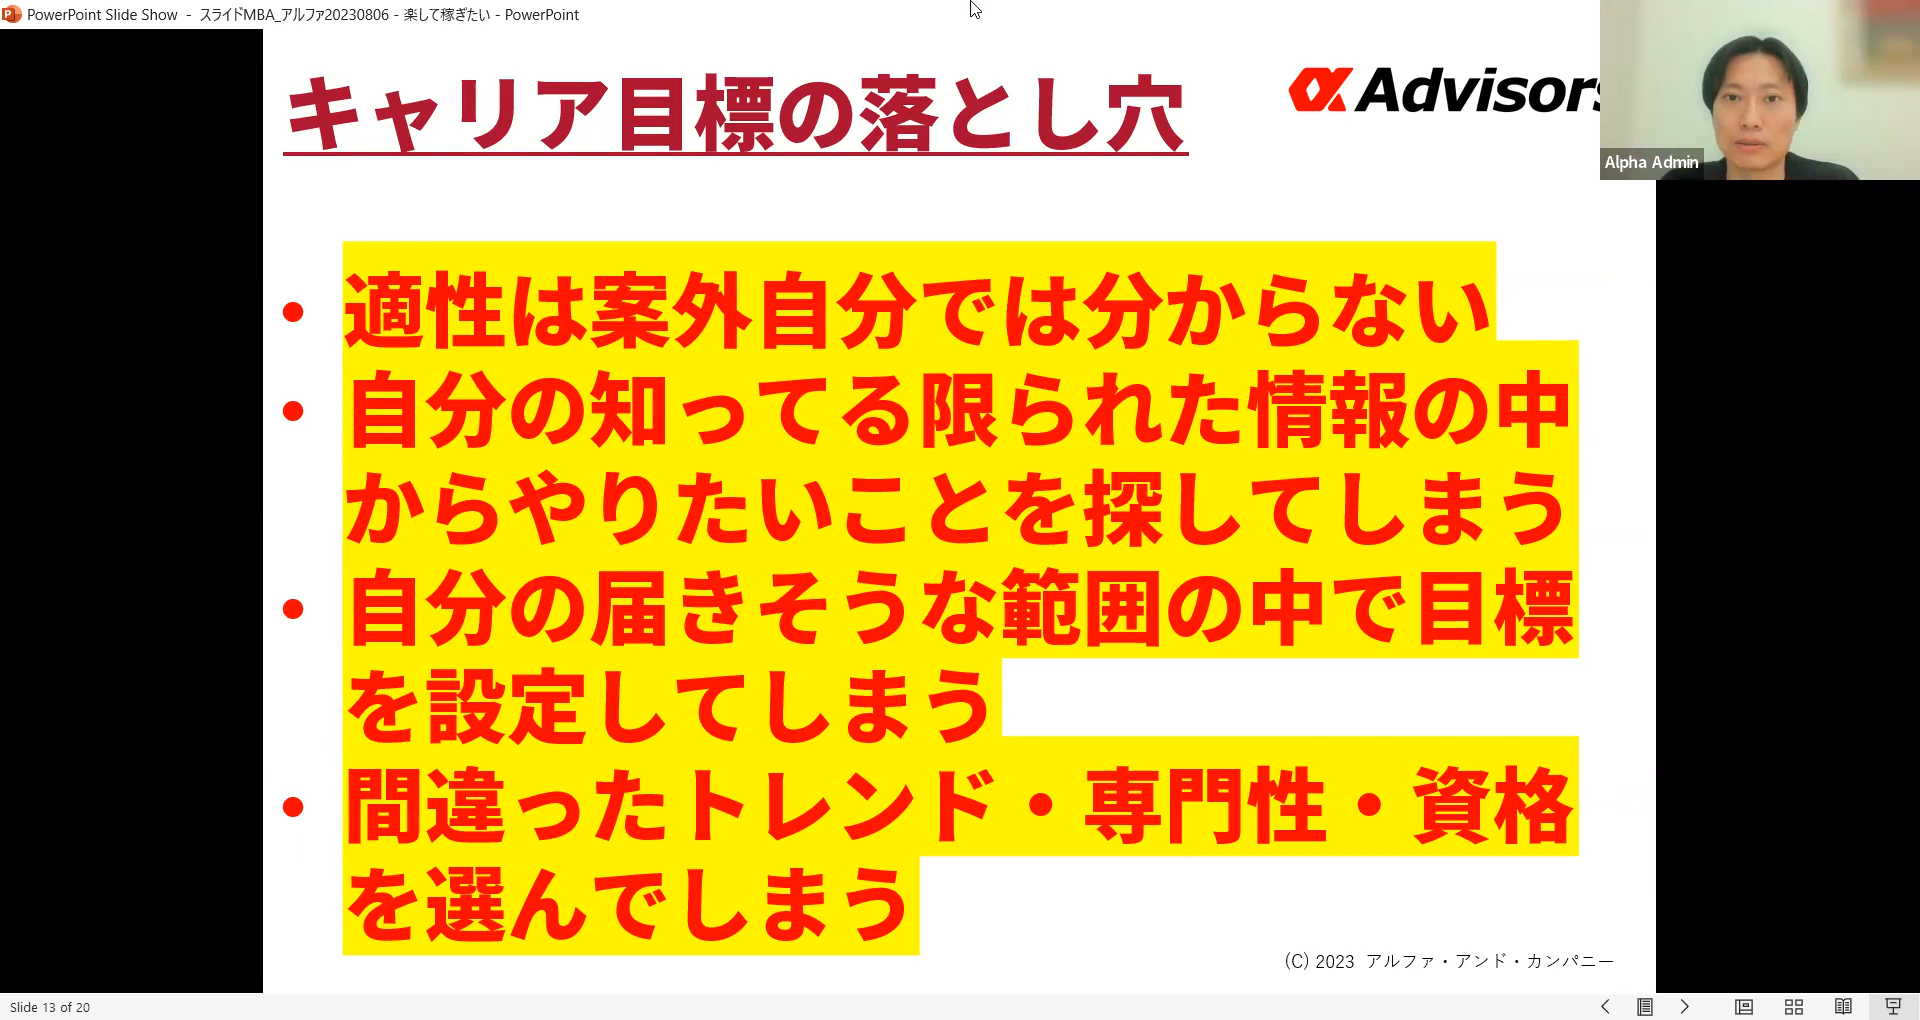 PowerPoint Slide Show - スライドMBA_アルファ20230806 - 楽して稼ぎたい - PowerPoint
キャリア目標の落とし穴
Advisors
Alpha Admin
• 適性は案外自分では分からない
• 自分の知ってる限られた情報の中
からやりたいことを探してしまう
• 自分の届きそうな範囲の中で目標
を設定してしまう
• 間違ったトレンド・専門性・資格
を選んでしまう
(C) 2023 アルファ・アンド・カンパニー
Slide 13 of 20